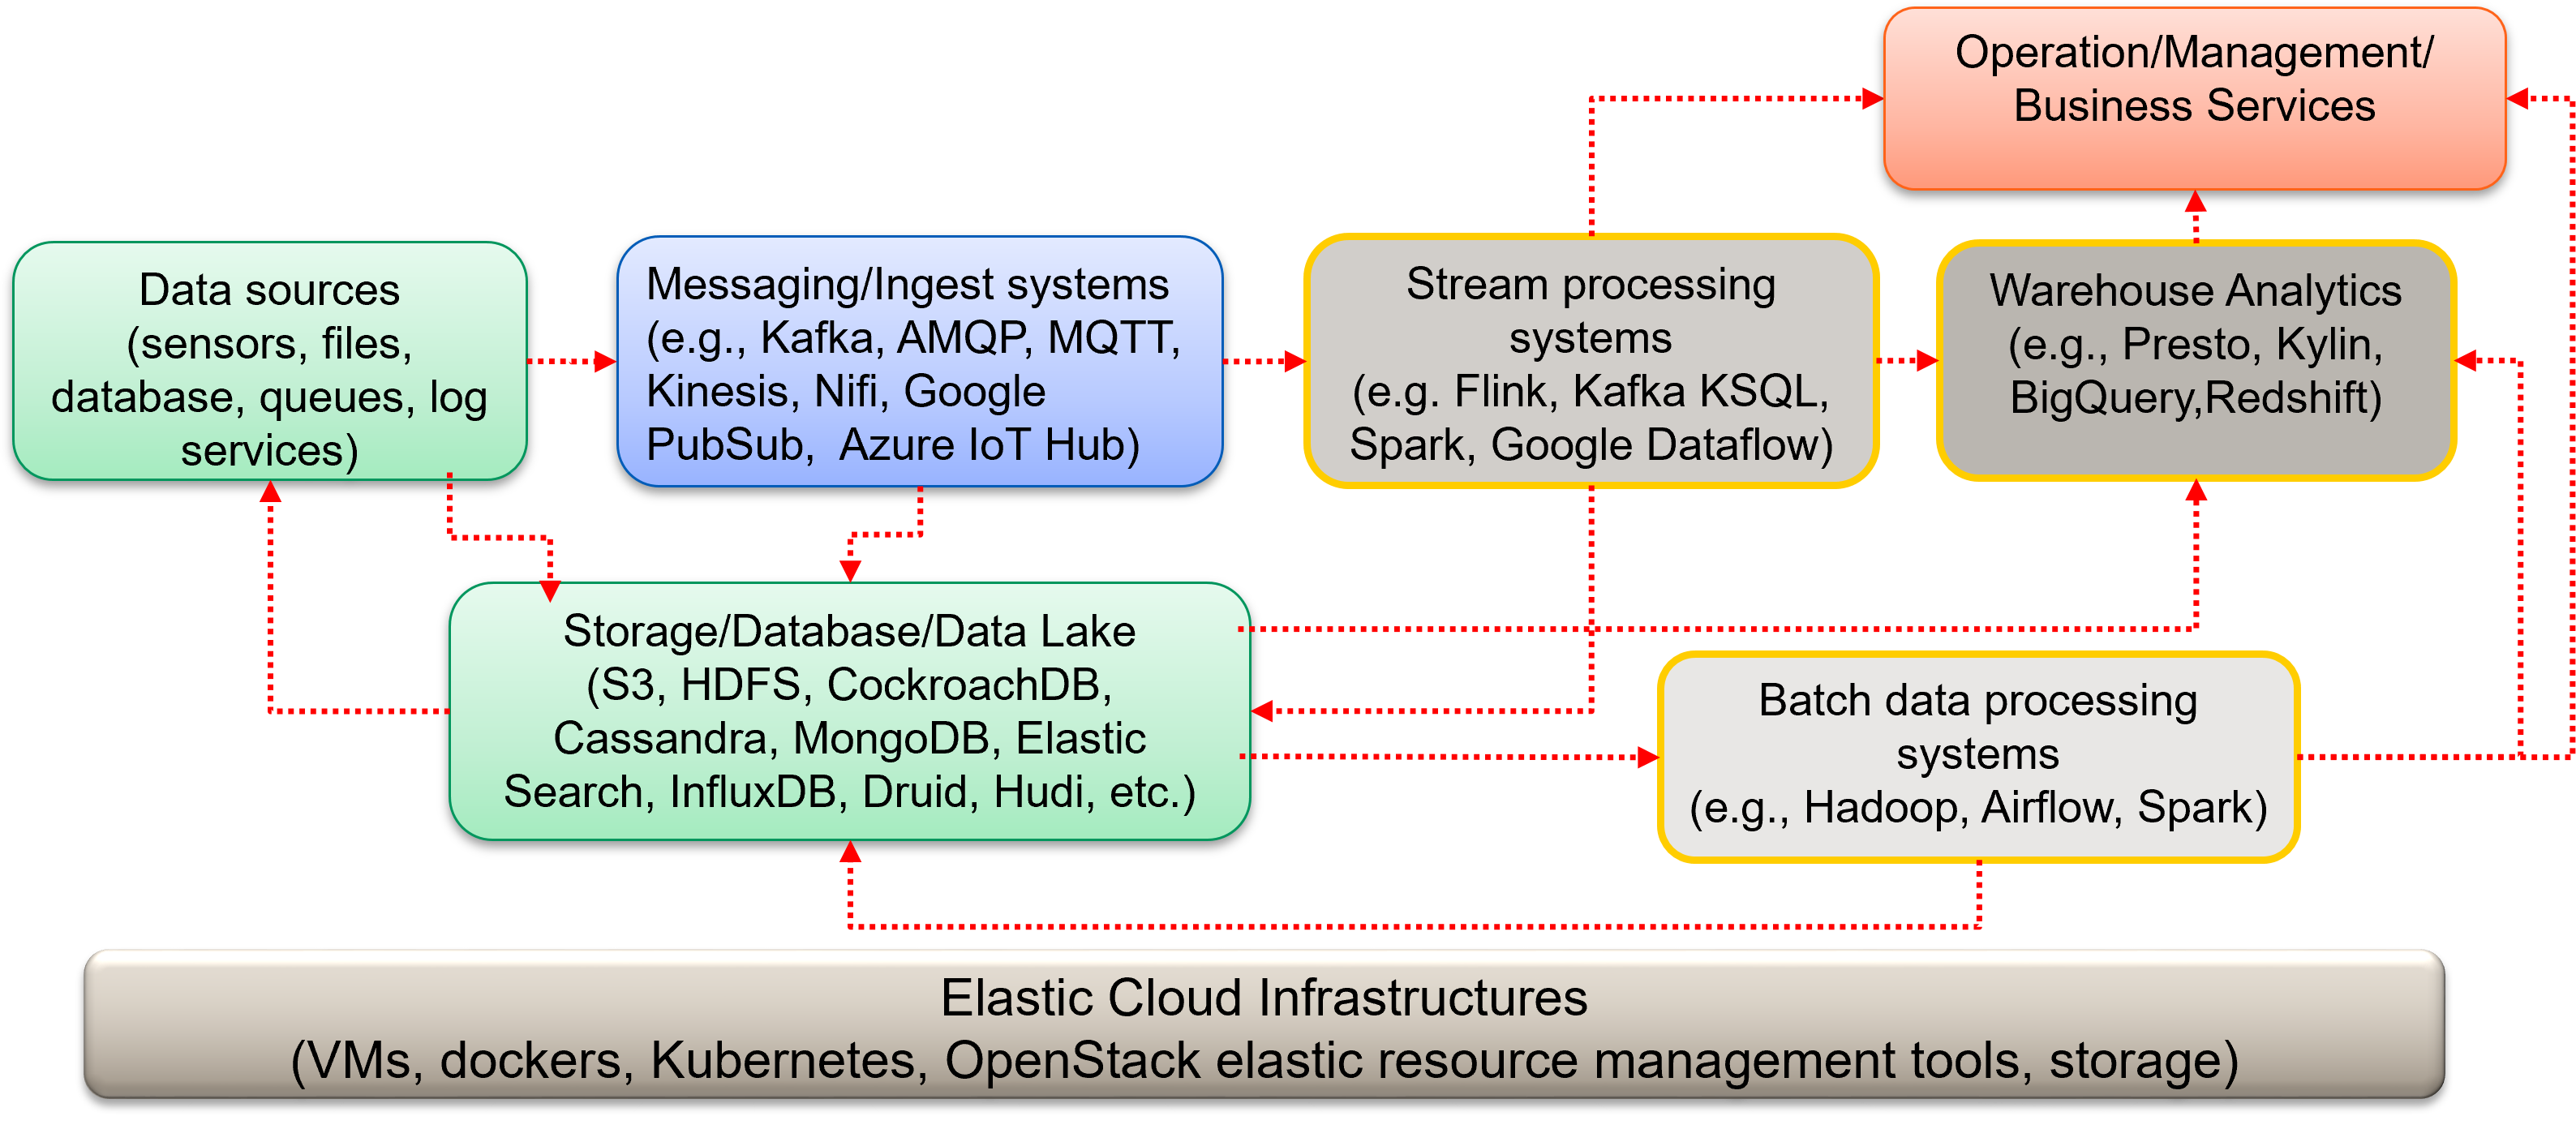 Operation/Management/
Business Services
Data sources
(sensors, files,
database, queues, log
services)
Messaging/Ingest systems
(e.g., Kafka, AMQP, MQTT,
Kinesis, Nifi, Google
PubSub,  Azure IoT Hub)
Stream processing
systems
(e.g. Flink, Kafka KSQL,
Spark, Google Dataflow)
Warehouse Analytics
(e.g., Presto, Kylin,
BigQuery,Redshift)
Storage/Database/Data Lake
(S3, HDFS, CockroachDB,
Cassandra, MongoDB, Elastic
Search, InfluxDB, Druid, Hudi, etc.)
Batch data processing
systems
(e.g., Hadoop, Airflow, Spark)
Elastic Cloud Infrastructures
(VMs, dockers, Kubernetes, OpenStack elastic resource management tools, storage)